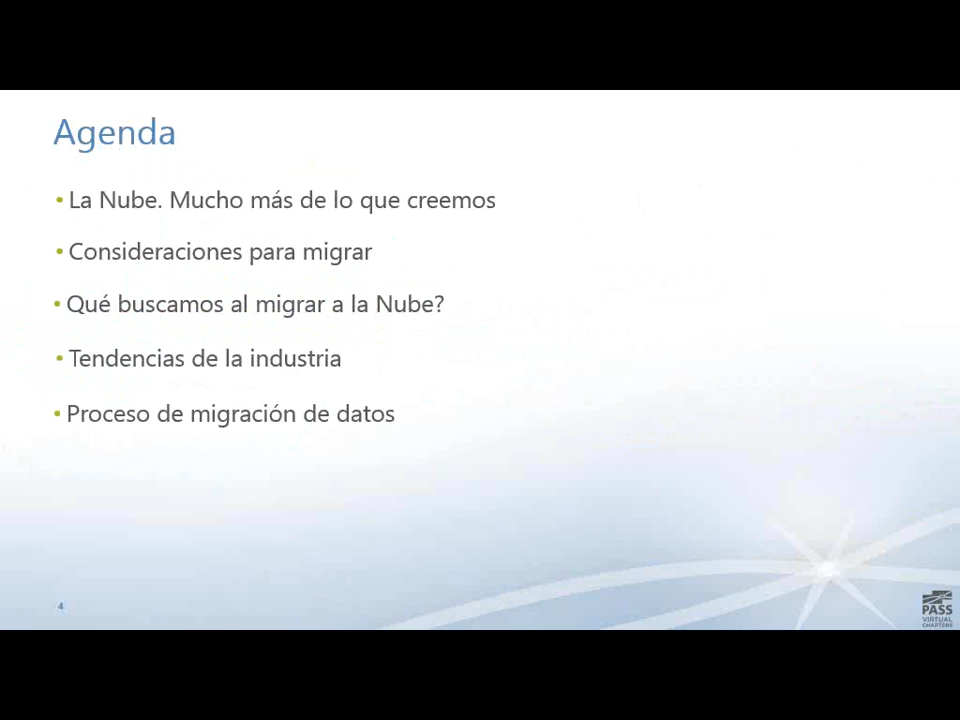 Agenda
• La Nube. Mucho más de lo que creemos
• Consideraciones para migrar
• Qué buscamos al migrar a la Nube?
• Tendencias de la industria
• Proceso de migración de datos
4
PASS
VIRTUAL
CHAPTERS